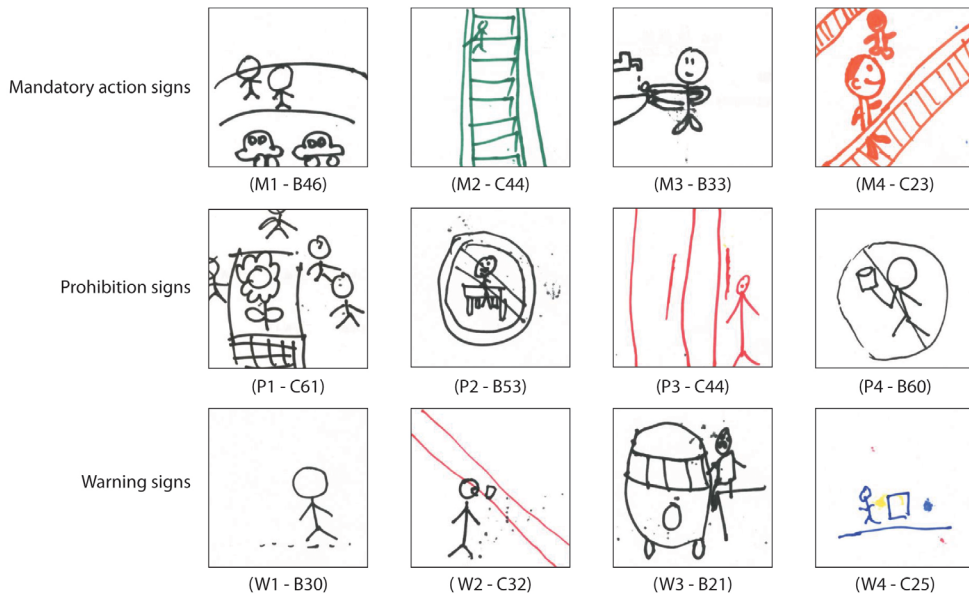 Mandatory action signs
(M1 - B46)
(M2 - C44)
(M3 - B33)
(M4 - C23)
Prohibition signs
(P1 - C61)
(P2 - B53)
(P3 - C44)
(P4 - B60)
Warning signs
(W1 - B30)
(W2 - C32)
(W3 - B21)
(W4 - C25)